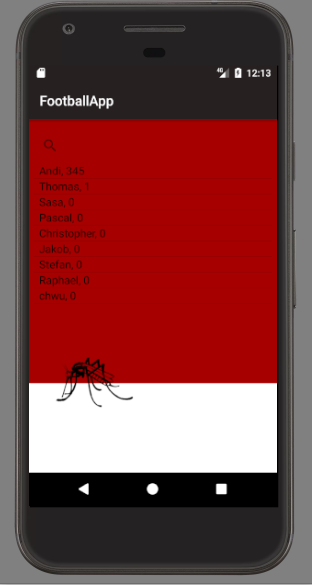 4G 12:13
FootballApp
Andi, 345
Thomas, 1
Sasa, 0
Pascal, 0
Christopher, 0
Jakob, 0
Stefan, 0
Raphael, 0
chwu, 0